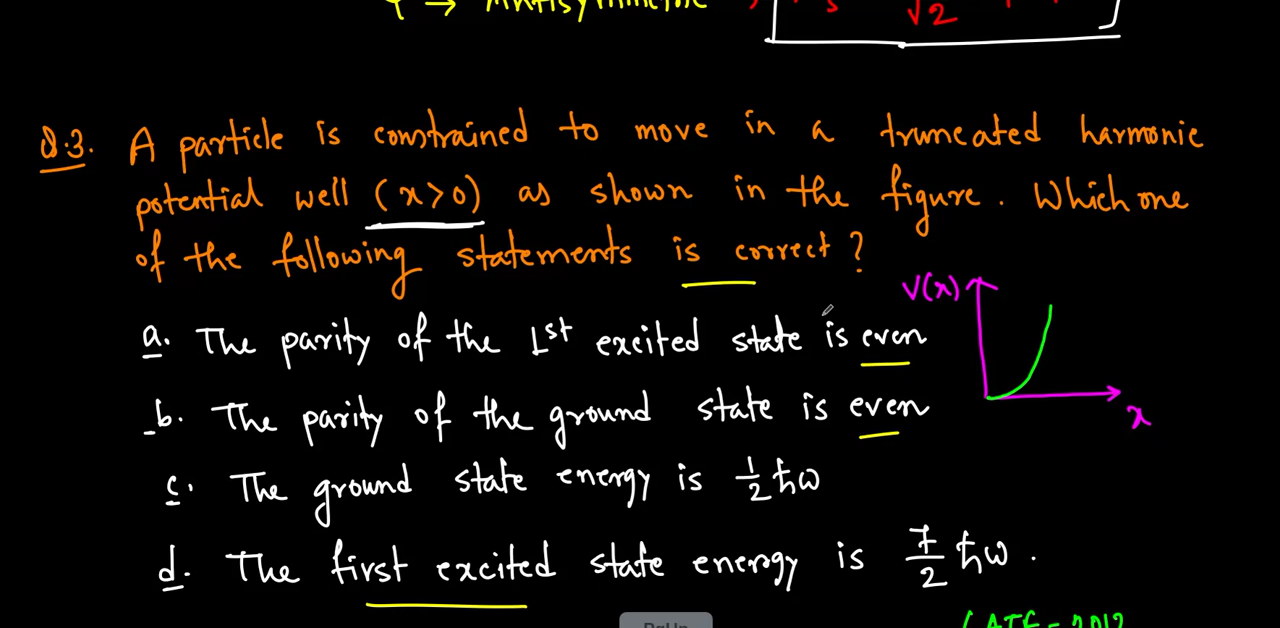 √2
Q.3. A particle is constrained to move in a truncated harmonic
potential well (x>0) as shown in the figure. Which one
of the following statements is correct?
V(x)
a. The parity of the 1st excited state is even
b. The parity of the ground state is even
x
c. The ground state energy is 1/2 ℏω
d. The first excited state energy is 7/2 ℏω.